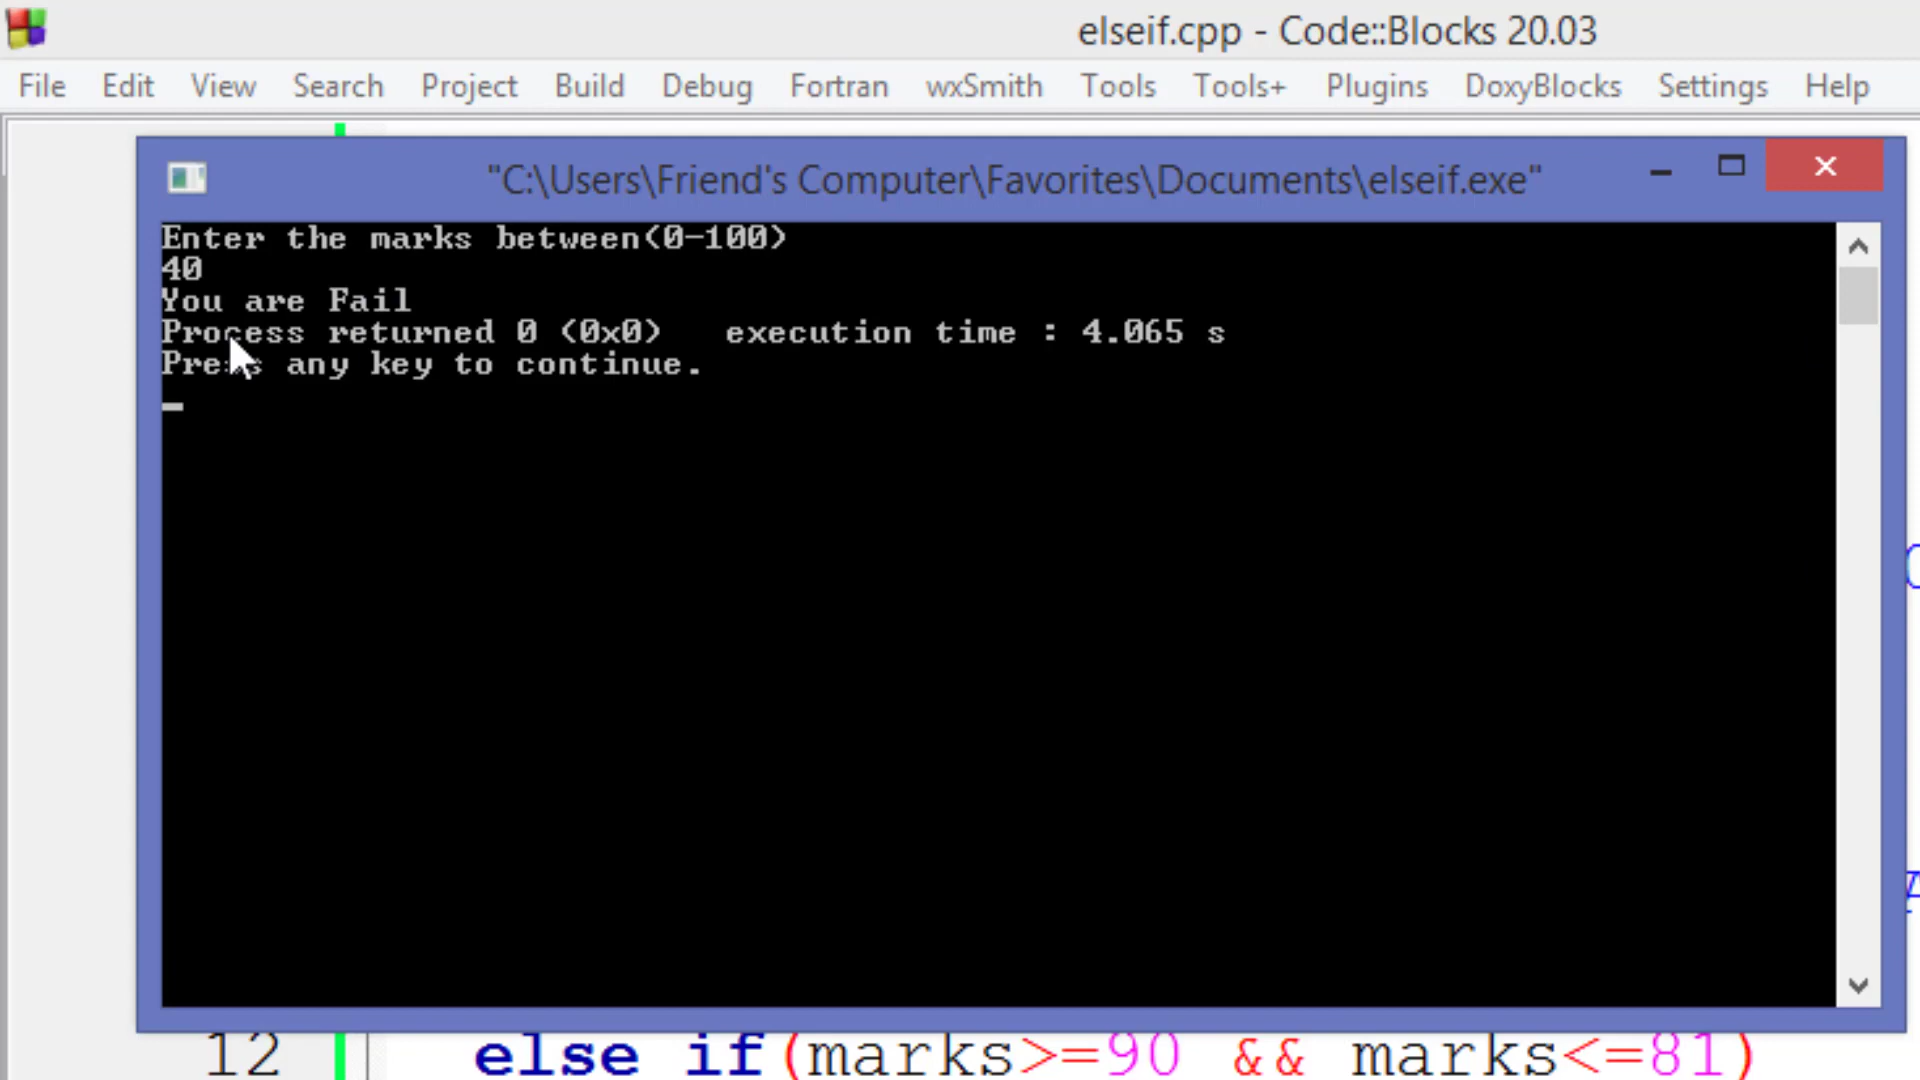 elseif.cpp - Code::Blocks 20.03
File Edit View Search Project Build Debug Fortran wxSmith Tools Tools+ Plugins DoxyBlocks Settings Help
"C:\Users\Friend's Computer\Favorites\Documents\elseif.exe"
Enter the marks between(0-100)
40
You are Fail
Process returned 0 (0x0)   execution time : 4.065 s
Press any key to continue.
12 else if(marks>=90 && marks<=81)